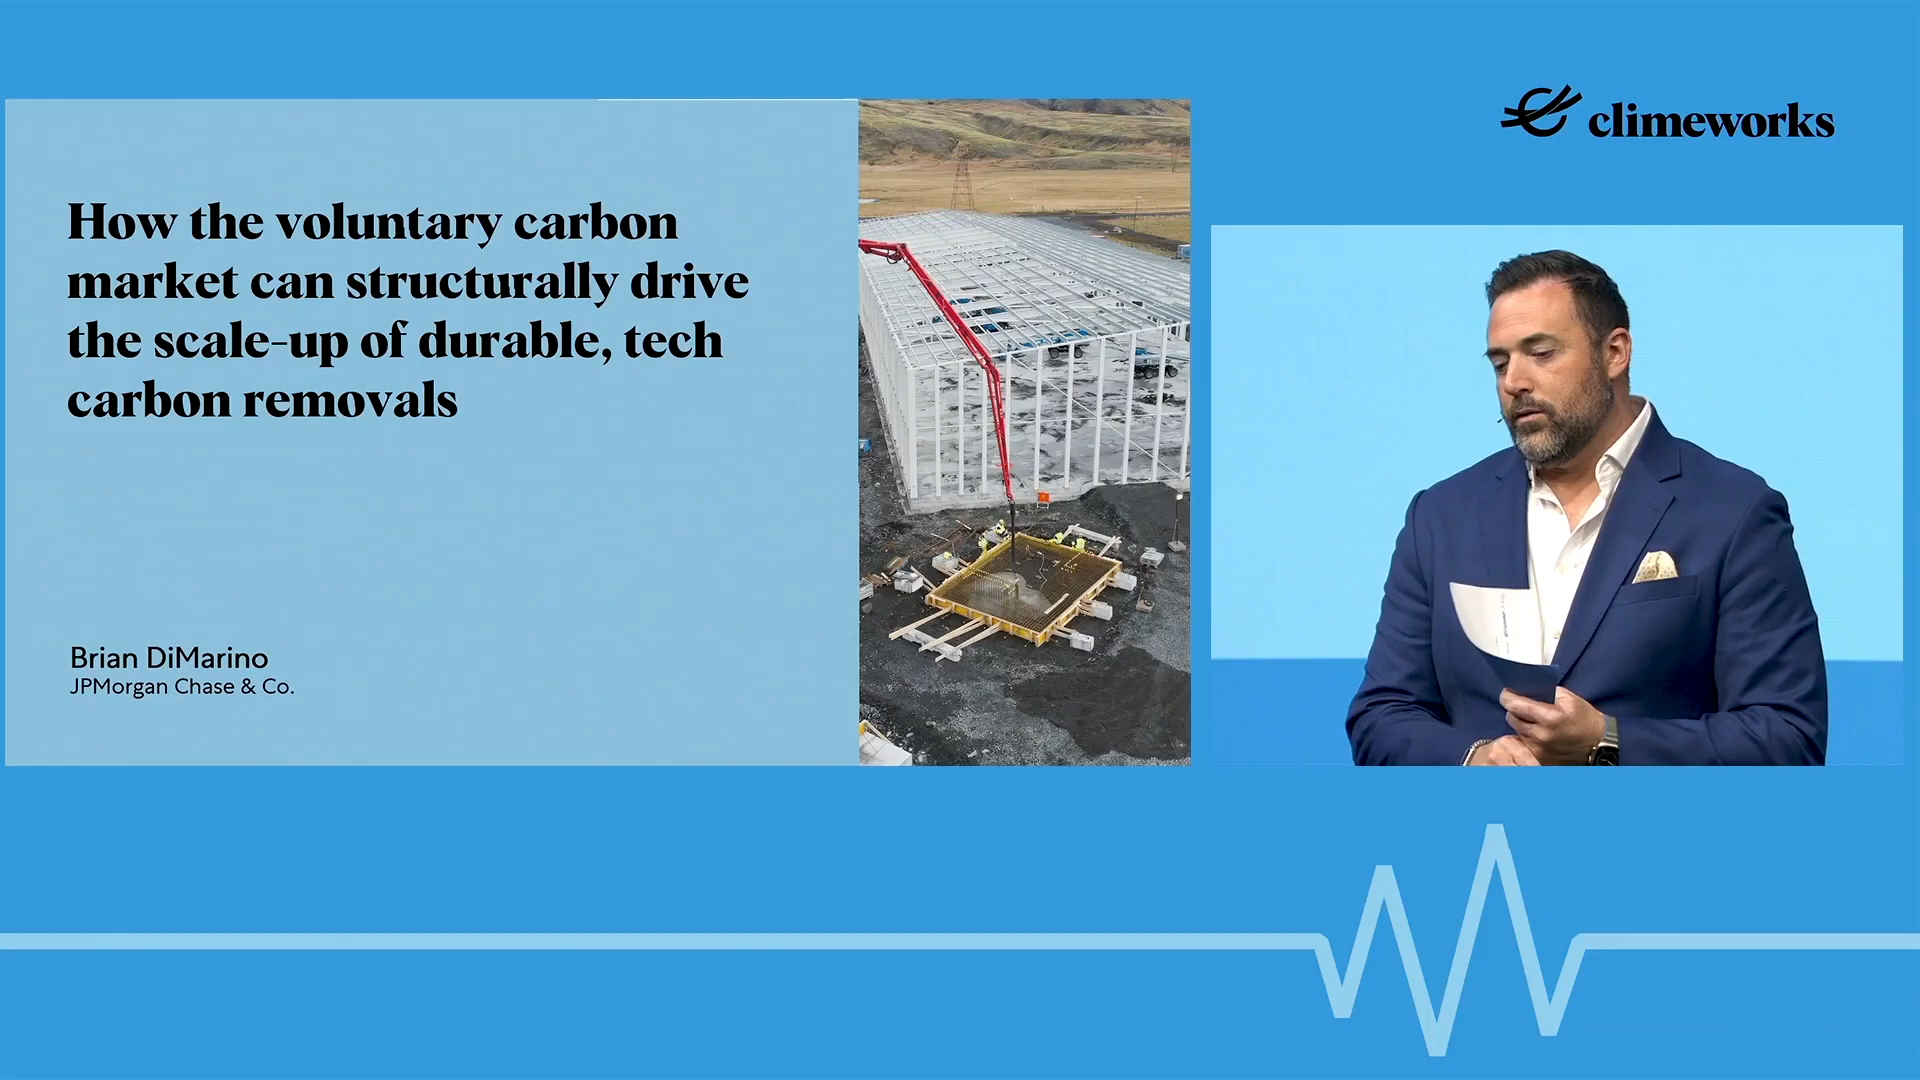 How the voluntary carbon
market can structurally drive
the scale-up of durable, tech
carbon removals
Brian DiMarino
JPMorgan Chase & Co.
climeworks